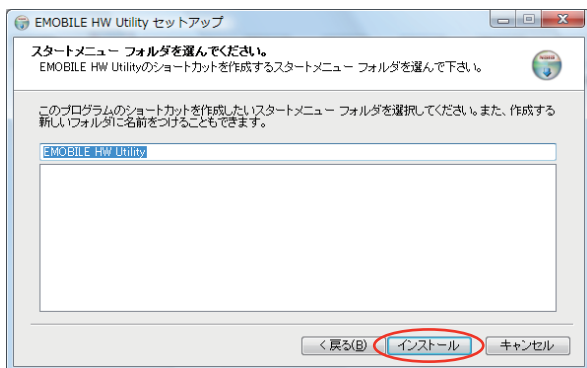 EMOBILE HW Utility セットアップ
スタートメニュー フォルダを選んでください。
EMOBILE HW Utilityのショートカットを作成するスタートメニュー フォルダを選んで下さい。
このプログラムのショートカットを作成したいスタートメニュー フォルダを選択してください。また、作成する
新しいフォルダに名前をつけることもできます。
EMOBILE HW Utility
< 戻る(B)
インストール
キャンセル